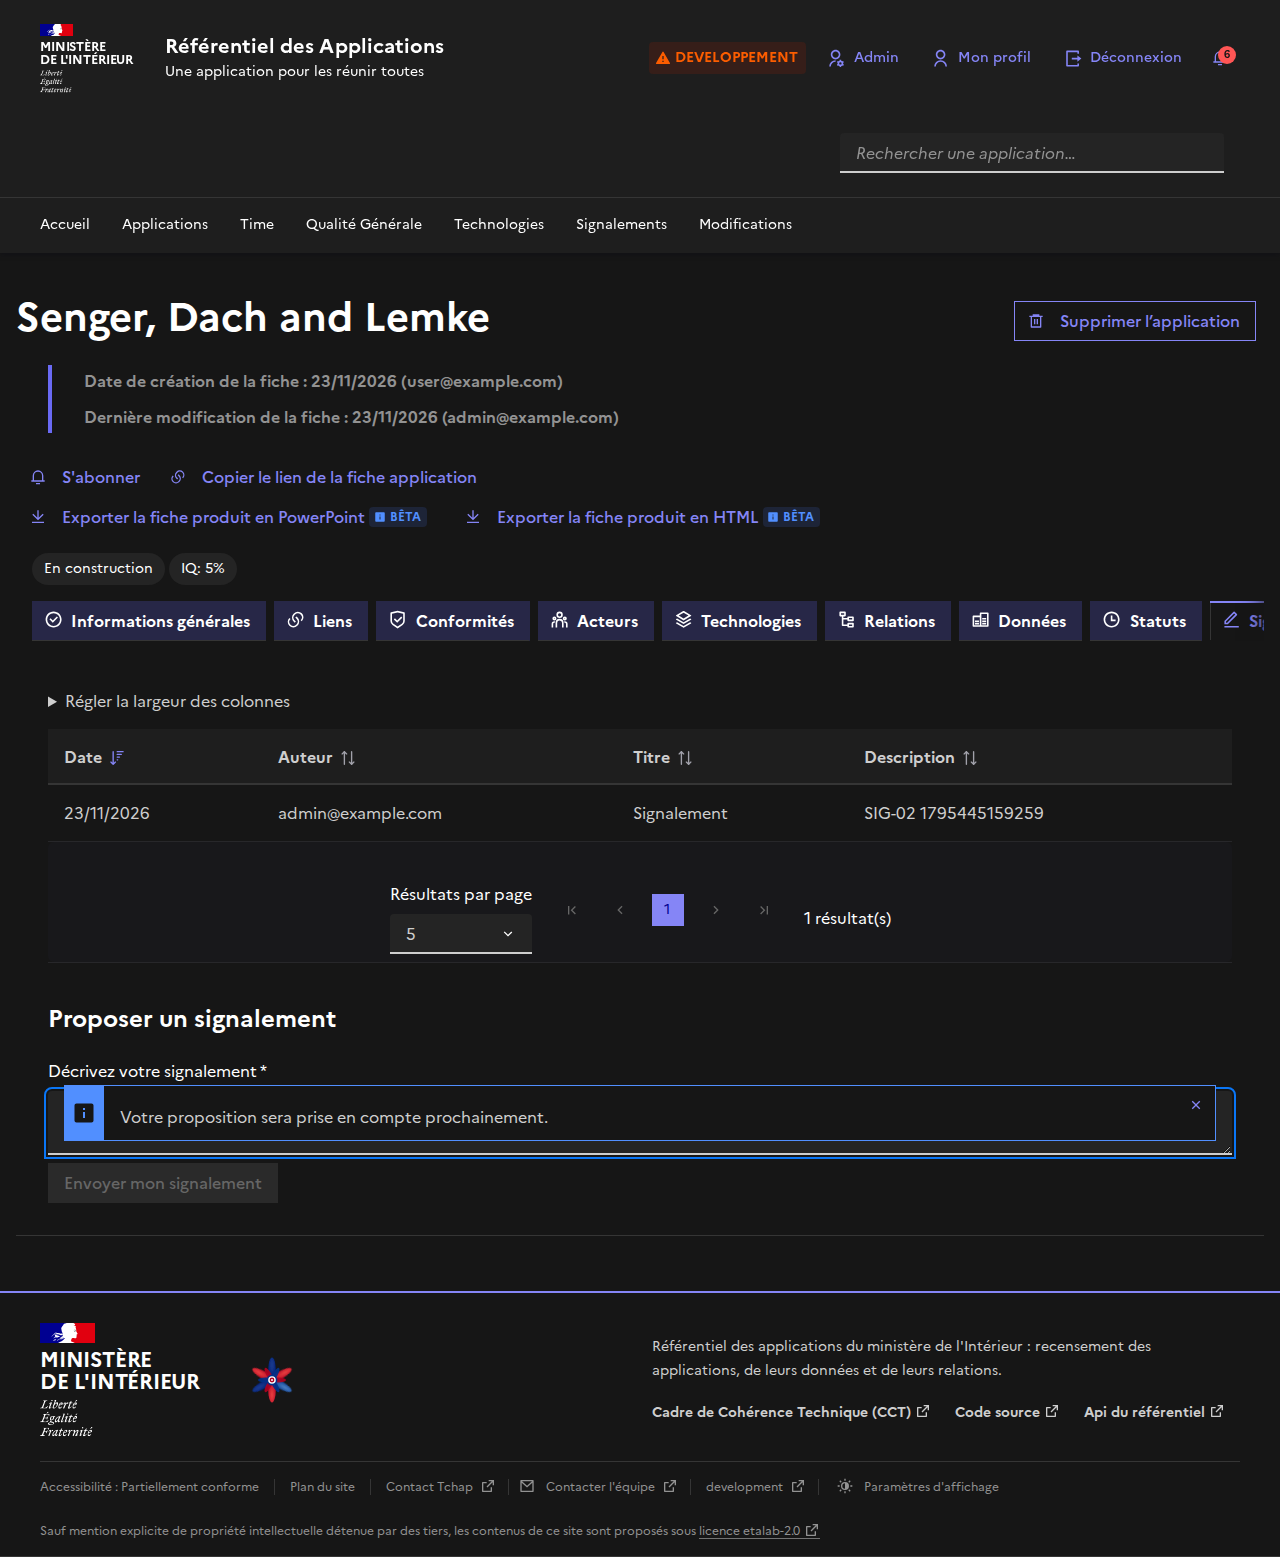 MINISTÈRE
DE L'INTÉRIEUR
Liberté
Égalité
Fraternité
Référentiel des Applications
Une application pour les réunir toutes
DEVELOPPEMENT
Admin
Mon profil
Déconnexion
6
Rechercher une application…
Accueil
Applications
Time
Qualité Générale
Technologies
Signalements
Modifications
Senger, Dach and Lemke
Supprimer l’application
Date de création de la fiche : 23/11/2026 (user@example.com)
Dernière modification de la fiche : 23/11/2026 (admin@example.com)
S'abonner
Copier le lien de la fiche application
Exporter la fiche produit en PowerPoint BÊTA
Exporter la fiche produit en HTML BÊTA
En construction
IQ: 5%
Informations générales
Liens
Conformités
Acteurs
Technologies
Relations
Données
Statuts
Régler la largeur des colonnes
Date
Auteur
Titre
Description
23/11/2026
admin@example.com
Signalement
SIG-02 1795445159259
Résultats par page
5
1
1 résultat(s)
Proposer un signalement
Décrivez votre signalement *
Votre proposition sera prise en compte prochainement.
Envoyer mon signalement
MINISTÈRE
DE L'INTÉRIEUR
Liberté
Égalité
Fraternité
Référentiel des applications du ministère de l'Intérieur : recensement des
applications, de leurs données et de leurs relations.
Cadre de Cohérence Technique (CCT)
Code source
Api du référentiel
Accessibilité : Partiellement conforme
Plan du site
Contact Tchap
Contacter l'équipe
development
Paramètres d'affichage
Sauf mention explicite de propriété intellectuelle détenue par des tiers, les contenus de ce site sont proposés sous licence etalab-2.0